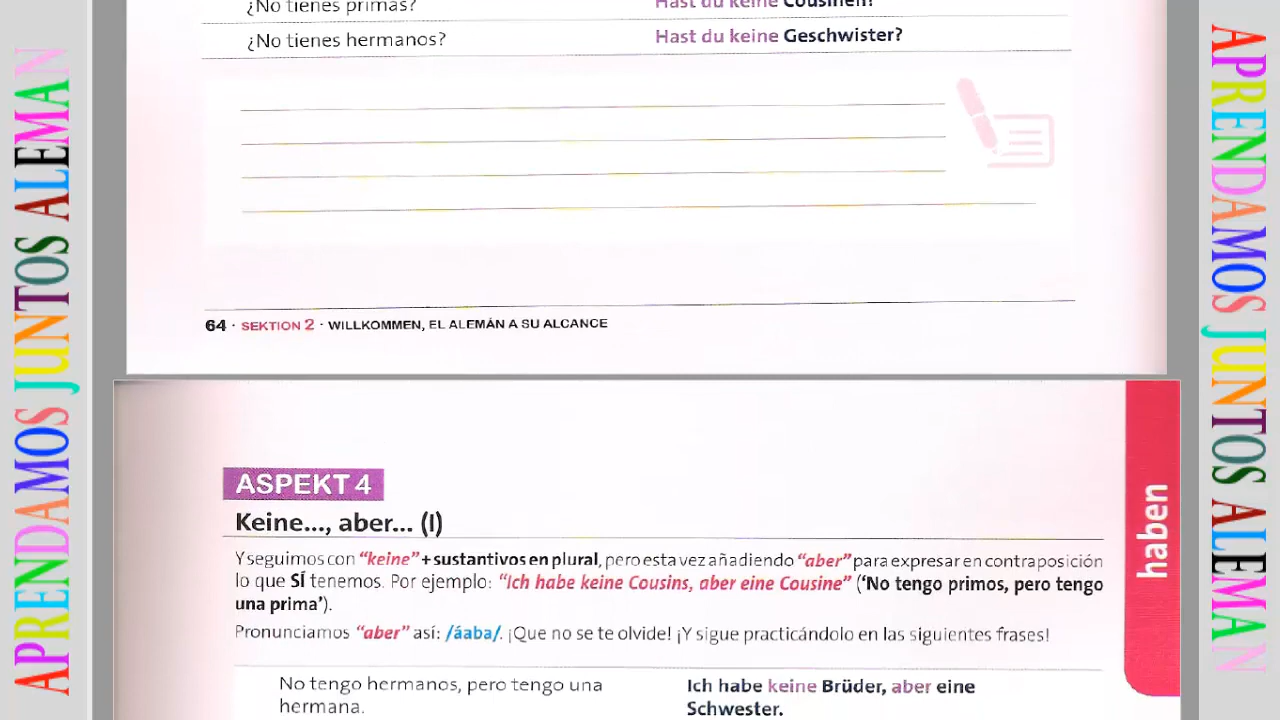 ¿No tienes primas?
Hast du keine Cousinen?
¿No tienes hermanos?
Hast du keine Geschwister?
64 · SEKTION 2 · WILLKOMMEN, EL ALEMÁN A SU ALCANCE
ASPEKT 4
Keine..., aber... (I)
Y seguimos con “keine” + sustantivos en plural, pero esta vez añadiendo “aber” para expresar en contraposición
lo que SÍ tenemos. Por ejemplo: “Ich habe keine Cousins, aber eine Cousine” (‘No tengo primos, pero tengo
una prima’).
Pronunciamos “aber” así: /áaba/. ¡Que no se te olvide! ¡Y sigue practicándolo en las siguientes frases!
No tengo hermanos, pero tengo una
hermana.
Ich habe keine Brüder, aber eine
Schwester.
haben
APRENDAMOS JUNTOS ALEMAN
APRENDAMOS JUNTOS ALEMAN